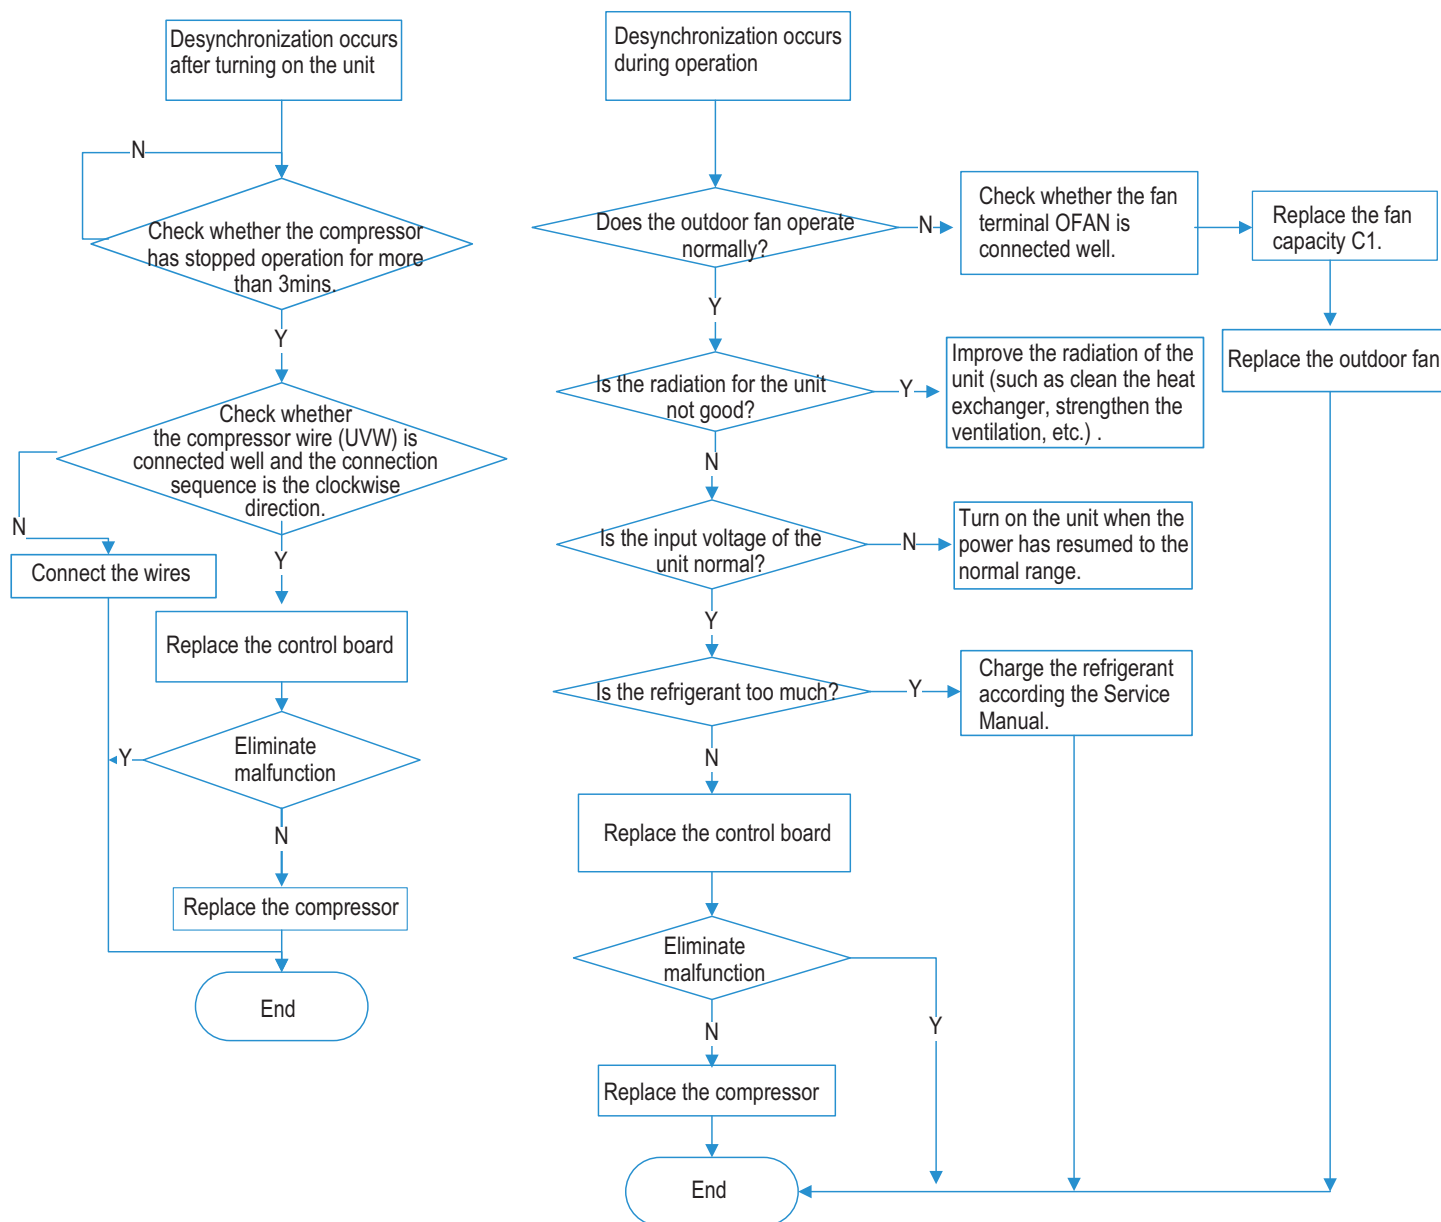 Desynchronization occurs
after turning on the unit
N
Check whether the compressor
has stopped operation for more
than 3mins.
Y
Check whether
the compressor wire (UVW) is
connected well and the connection
sequence is the clockwise
direction.
N
Y
Connect the wires
Replace the control board
Eliminate
malfunction
Y
N
Replace the compressor
End
Desynchronization occurs
during operation
Does the outdoor fan operate
normally?
N
Check whether the fan
terminal OFAN is
connected well.
Replace the fan
capacity C1.
Replace the outdoor fan
Y
Is the radiation for the unit
not good?
Y
Improve the radiation of the
unit (such as clean the heat
exchanger, strengthen the
ventilation, etc.) .
N
Is the input voltage of the
unit normal?
N
Turn on the unit when the
power has resumed to the
normal range.
Y
Is the refrigerant too much?
Y
Charge the refrigerant
according the Service
Manual.
N
Replace the control board
Eliminate
malfunction
Y
N
Replace the compressor
End